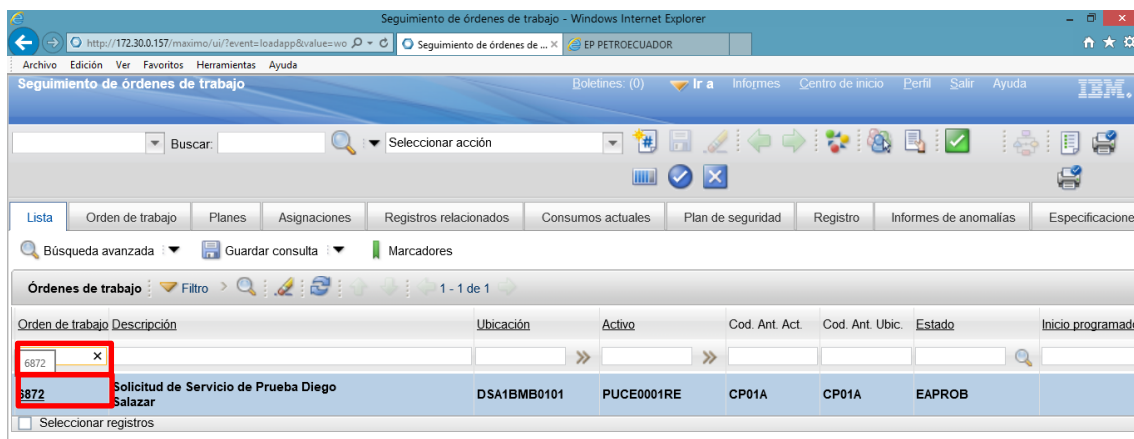 Seguimiento de órdenes de trabajo - Windows Internet Explorer
http://172.30.0.157/maximo/ui/?event=loadapp&value=wo
Seguimiento de órdenes de ...
EP PETROECUADOR
Archivo Edición Ver Favoritos Herramientas Ayuda
Seguimiento de órdenes de trabajo
Boletines: (0) Ir a Informes Centro de inicio Perfil Salir Ayuda
IBM.
Buscar: Seleccionar acción
Lista Orden de trabajo Planes Asignaciones Registros relacionados Consumos actuales Plan de seguridad Registro Informes de anomalías Especificacione
Búsqueda avanzada Guardar consulta Marcadores
Órdenes de trabajo Filtro 1 - 1 de 1
Orden de trabajo Descripción Ubicación Activo Cod. Ant. Act. Cod. Ant. Ubic. Estado Inicio programado
6872
6872 Solicitud de Servicio de Prueba Diego
Salazar DSA1BMB0101 PUCE0001RE CP01A CP01A EAPROB
Seleccionar registros